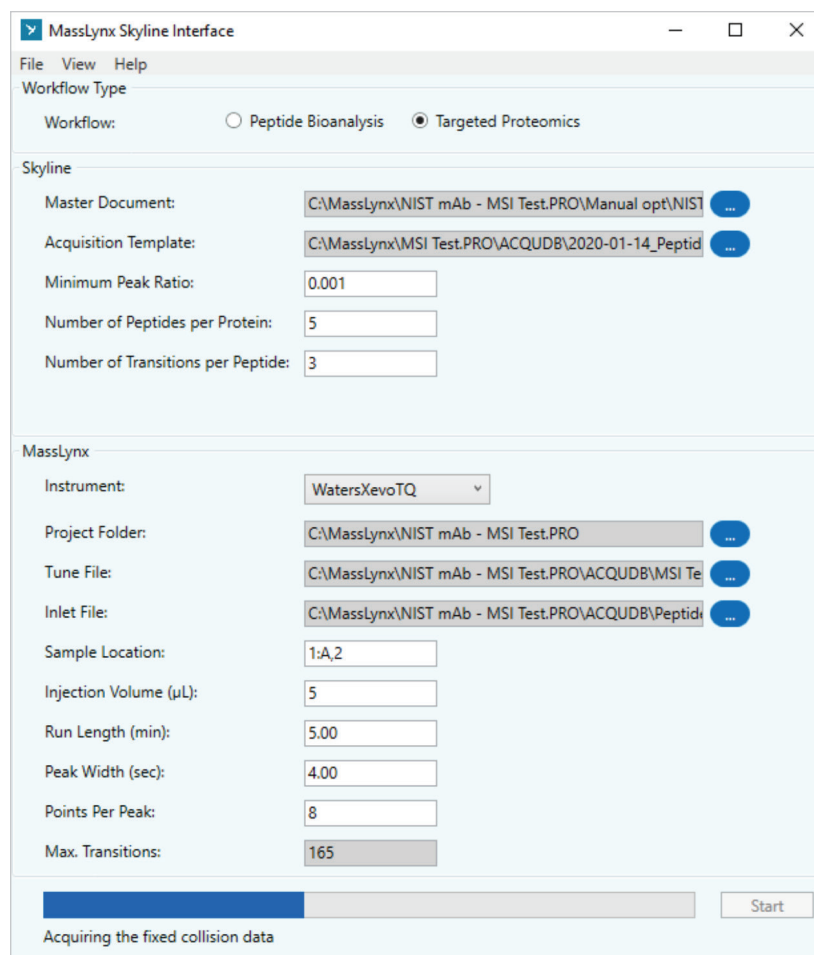 MassLynx Skyline Interface
File View Help
Workflow Type
Workflow: Peptide Bioanalysis Targeted Proteomics
Skyline
Master Document: C:\MassLynx\NIST mAb - MSI Test.PRO\Manual opt\NIST ...
Acquisition Template: C:\MassLynx\MSI Test.PRO\ACQUDB\2020-01-14_Peptid ...
Minimum Peak Ratio: 0.001
Number of Peptides per Protein: 5
Number of Transitions per Peptide: 3
MassLynx
Instrument: WatersXevoTQ
Project Folder: C:\MassLynx\NIST mAb - MSI Test.PRO ...
Tune File: C:\MassLynx\NIST mAb - MSI Test.PRO\ACQUDB\MSI Te ...
Inlet File: C:\MassLynx\NIST mAb - MSI Test.PRO\ACQUDB\Peptide ...
Sample Location: 1:A,2
Injection Volume (µL): 5
Run Length (min): 5.00
Peak Width (sec): 4.00
Points Per Peak: 8
Max. Transitions: 165
Start
Acquiring the fixed collision data